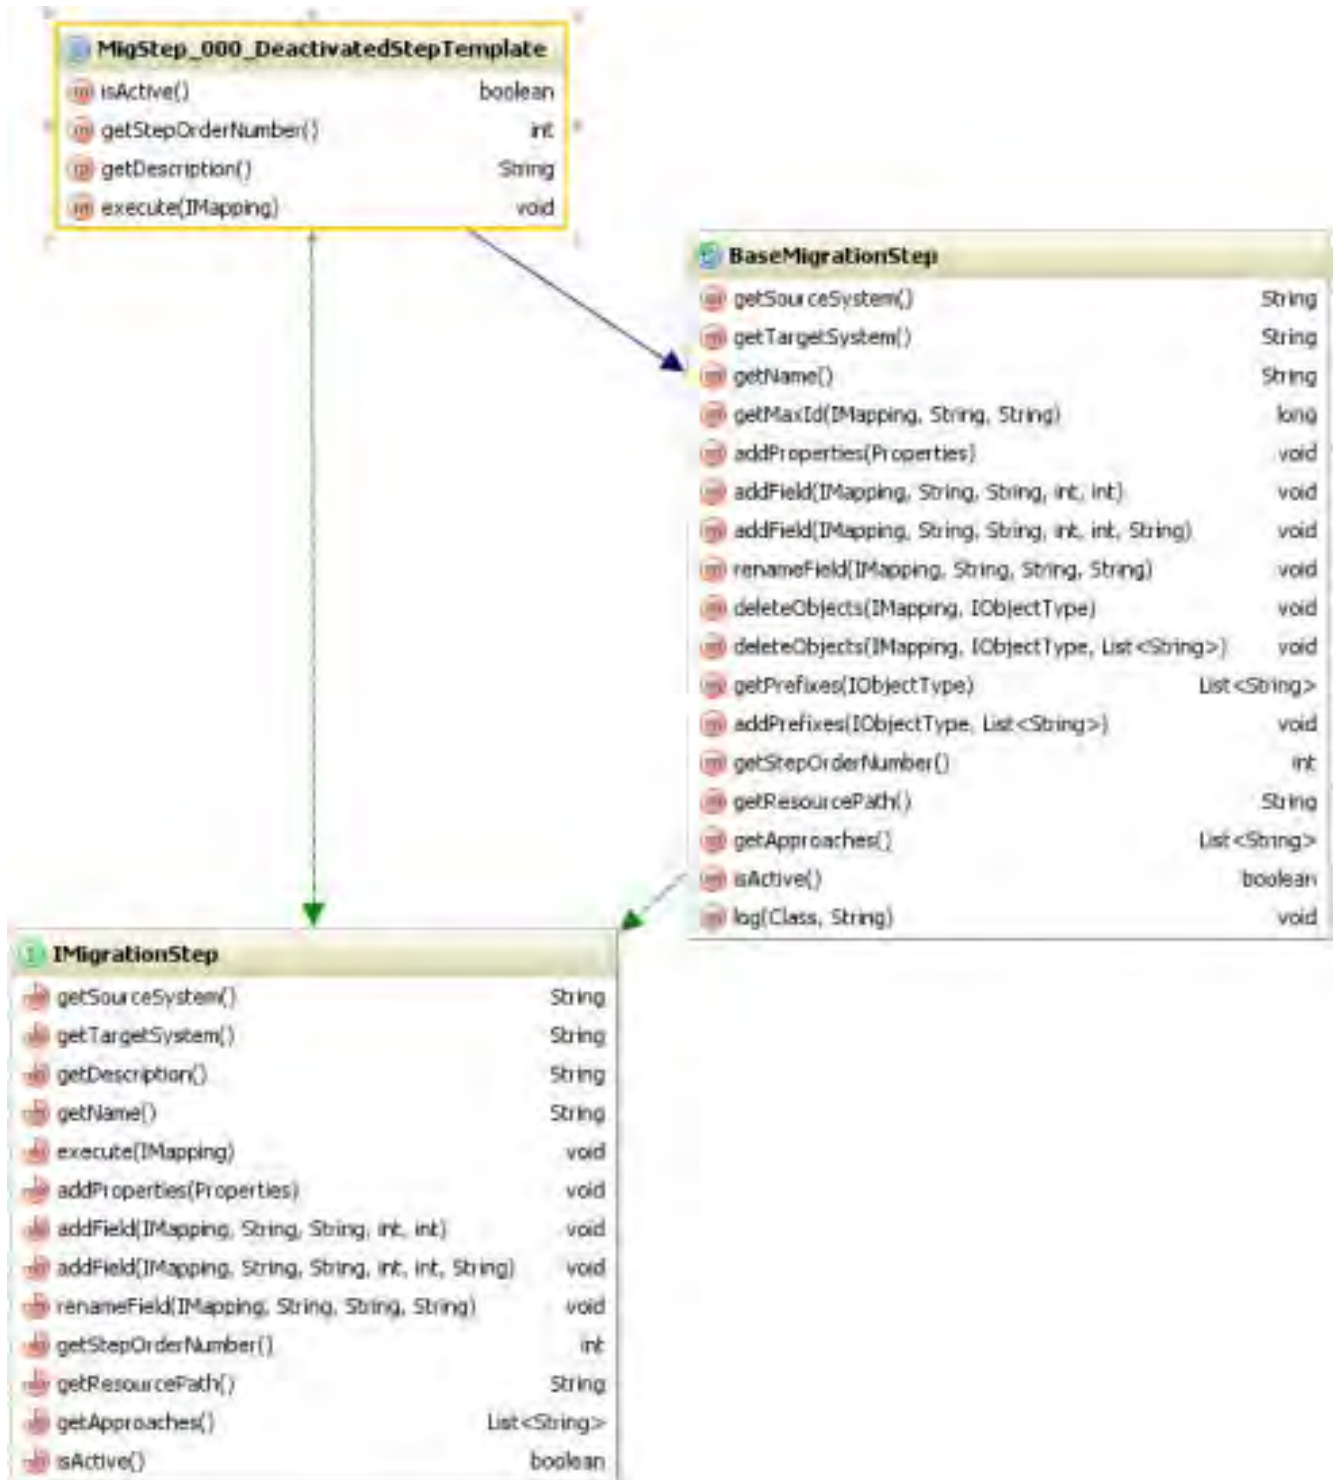 MigStep_000_DeactivatedStepTemplate
isActive() boolean
getStepOrderNumber() int
getDescription() String
execute(IMapping) void
BaseMigrationStep
getSourceSystem() String
getTargetSystem() String
getName() String
getMaxId(IMapping, String, String) long
addProperties(Properties) void
addField(IMapping, String, String, int, int) void
addField(IMapping, String, String, int, int, String) void
renameField(IMapping, String, String, String) void
deleteObjects(IMapping, IObjectType) void
deleteObjects(IMapping, IObjectType, List<String>) void
getPrefixes(IObjectType) List<String>
addPrefixes(IObjectType, List<String>) void
getStepOrderNumber() int
getResourcePath() String
getApproaches() List<String>
isActive() boolean
log(Class, String) void
IMigrationStep
getSourceSystem() String
getTargetSystem() String
getDescription() String
getName() String
execute(IMapping) void
addProperties(Properties) void
addField(IMapping, String, String, int, int) void
addField(IMapping, String, String, int, int, String) void
renameField(IMapping, String, String, String) void
getStepOrderNumber() int
getResourcePath() String
getApproaches() List<String>
isActive() boolean